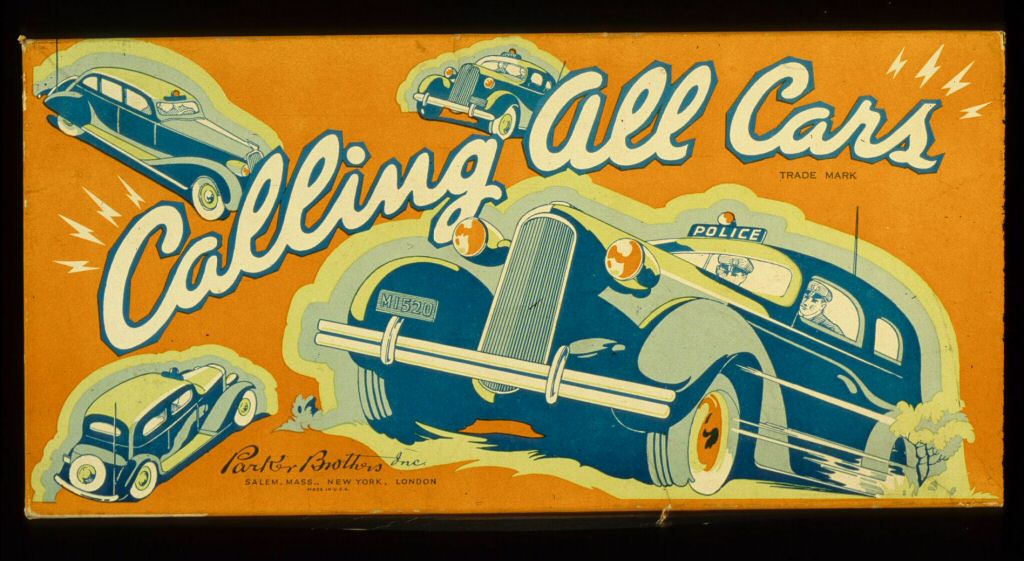 Calling All Cars
TRADE MARK
POLICE
M1520
Parker Brothers Inc.
SALEM, MASS., NEW YORK, LONDON
MADE IN U.S.A.